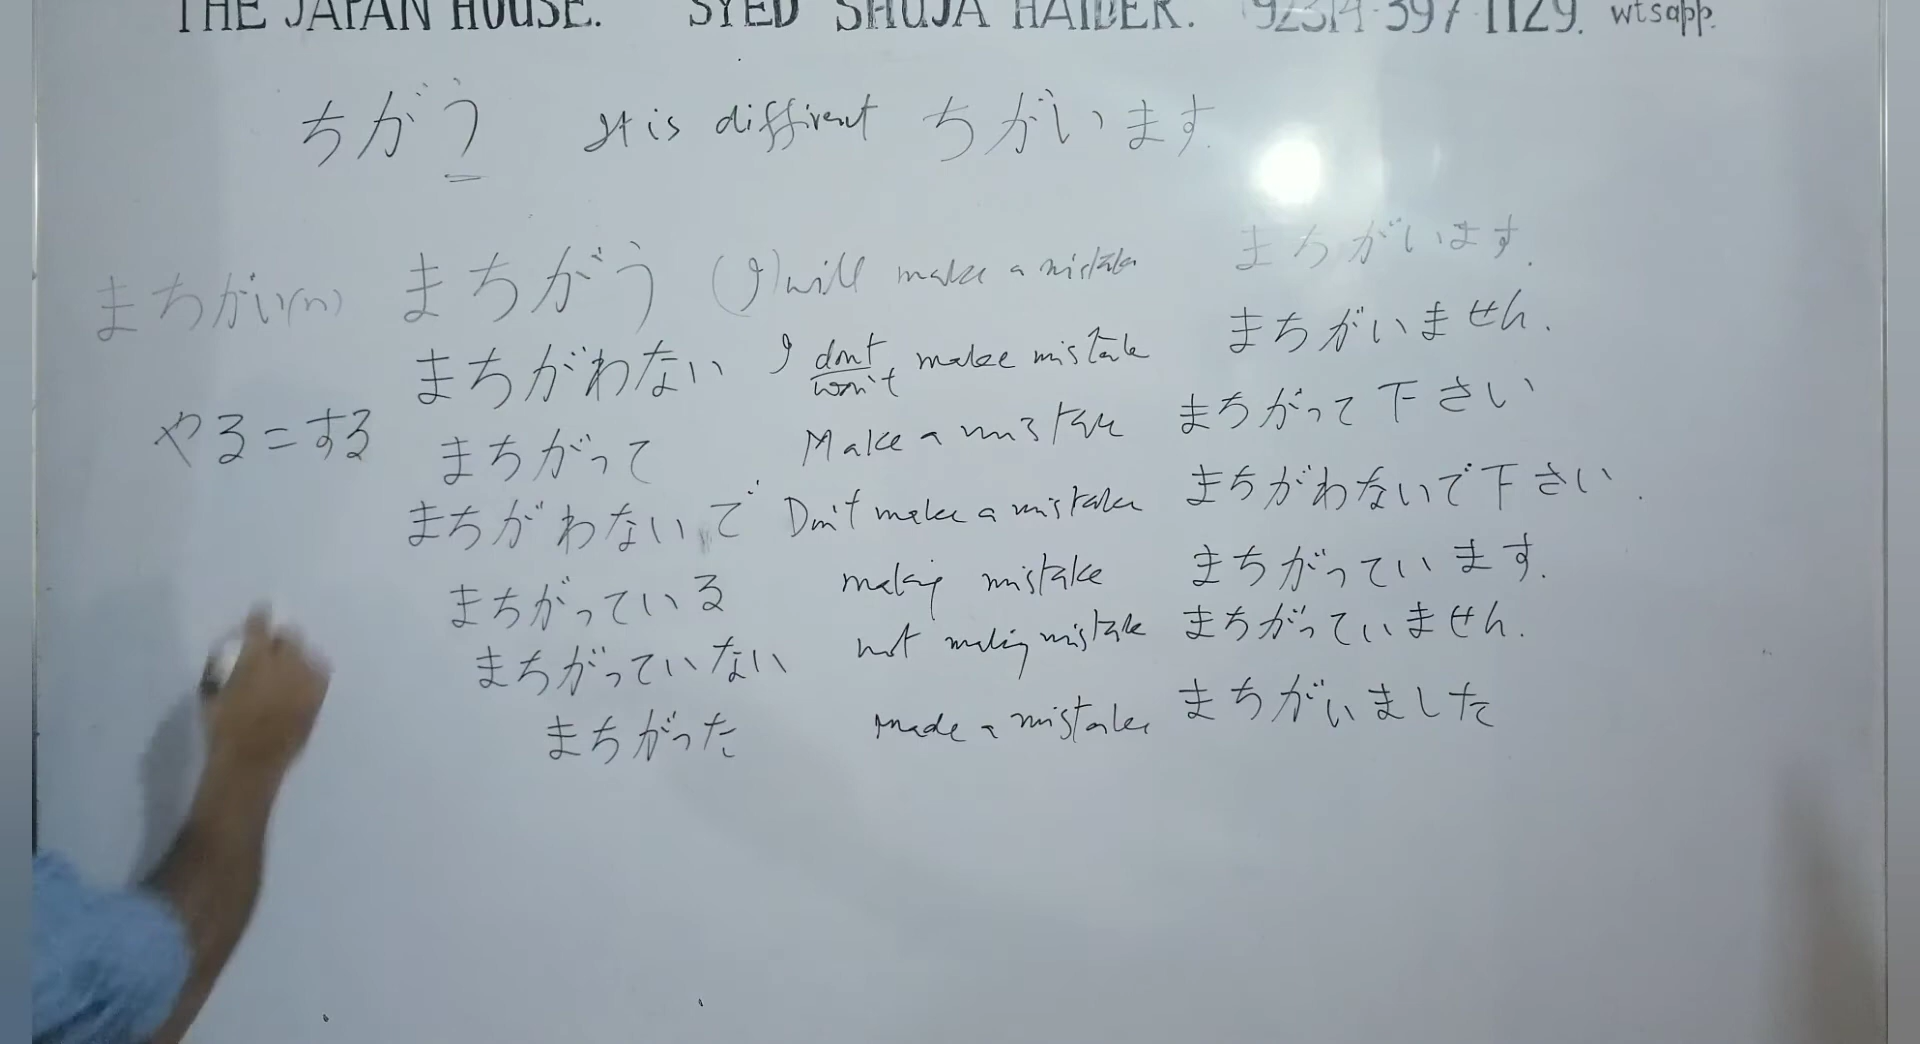 THE JAPAN HOUSE. SYED SHUJA HAIDER. 92314-397-1129. wtsapp.
ちがう It is diffirent ちがいます.
まちがい(n) まちがう (I) will make a mistake まちがいます.
まちがわない I dont/won't make mistake まちがいません.
やる=する
まちがって Make a mistake まちがって下さい
まちがわないで Don't make a mistake まちがわないで下さい.
まちがっている making mistake まちがっています.
まちがっていない not making mistake まちがっていません.
まちがった made a mistake. まちがいました